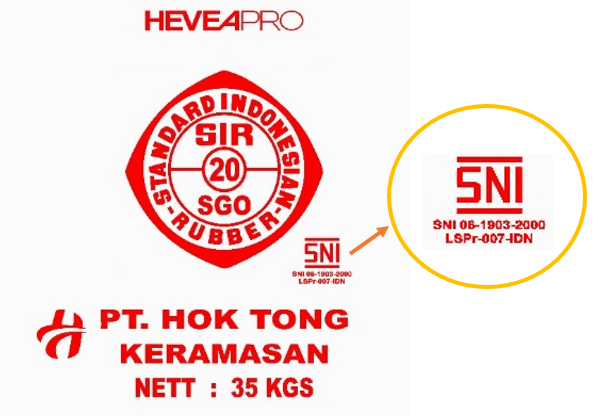 HEVEAPRO
STANDARD INDONESIAN
SIR
20
SGO
-RUBBER-
SNI
SNI 06-1903-2000
LSPr-007-IDN
PT. HOK TONG
KERAMASAN
NETT : 35 KGS
SNI
SNI 06-1903-2000
LSPr-007-IDN